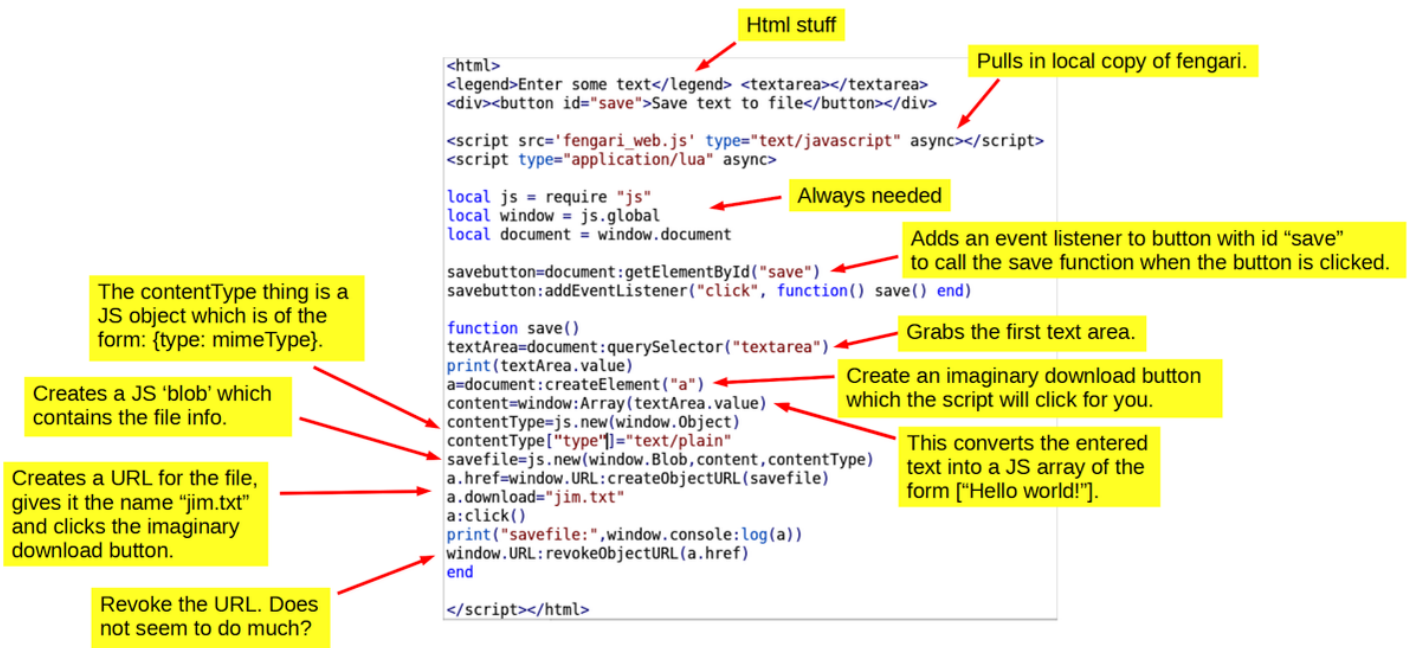 Html stuff
Pulls in local copy of fengari.
<html>
<legend>Enter some text</legend> <textarea></textarea>
<div><button id="save">Save text to file</button></div>
<script src='fengari_web.js' type="text/javascript" async></script>
<script type="application/lua" async>
Always needed
local js = require "js"
local window = js.global
local document = window.document
Adds an event listener to button with id “save”
to call the save function when the button is clicked.
savebutton=document:getElementById("save")
savebutton:addEventListener("click", function() save() end)
The contentType thing is a
JS object which is of the
form: {type: mimeType}.
function save()
textArea=document:querySelector("textarea")
print(textArea.value)
a=document:createElement("a")
content=window:Array(textArea.value)
contentType=js.new(window.Object)
contentType["type"]="text/plain"
savefile=js.new(window.Blob,content,contentType)
a.href=window.URL:createObjectURL(savefile)
a.download="jim.txt"
a:click()
print("savefile:",window.console:log(a))
window.URL:revokeObjectURL(a.href)
end
</script></html>
Grabs the first text area.
Create an imaginary download button
which the script will click for you.
This converts the entered
text into a JS array of the
form [“Hello world!”].
Creates a JS ‘blob’ which
contains the file info.
Creates a URL for the file,
gives it the name “jim.txt”
and clicks the imaginary
download button.
Revoke the URL. Does
not seem to do much?